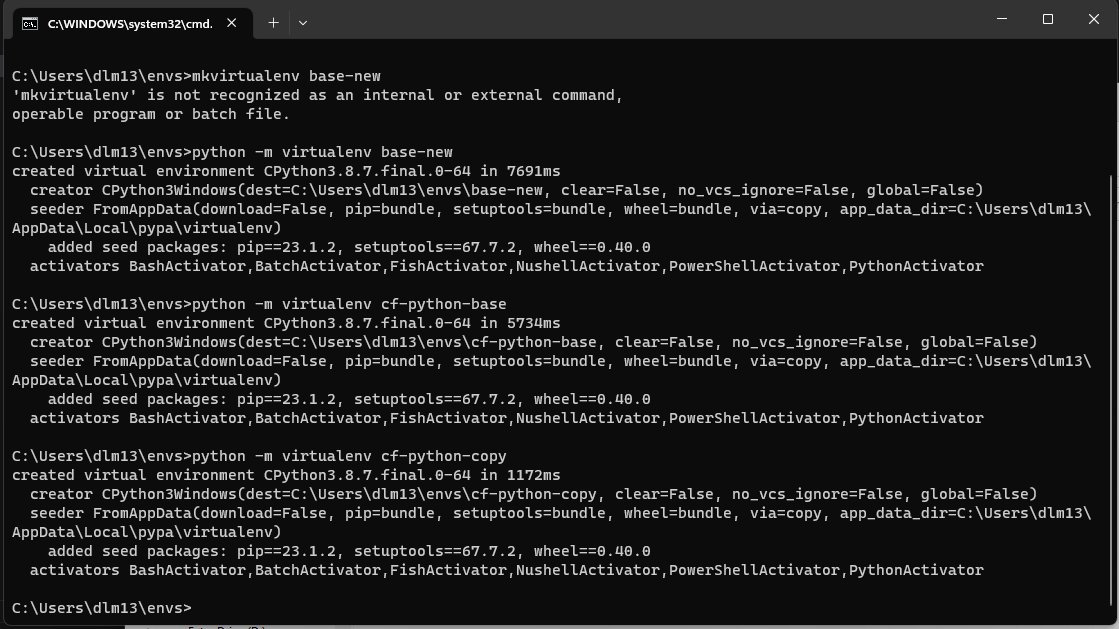 C:\WINDOWS\system32\cmd.
C:\Users\dlm13\envs>mkvirtualenv base-new
'mkvirtualenv' is not recognized as an internal or external command,
operable program or batch file.
C:\Users\dlm13\envs>python -m virtualenv base-new
created virtual environment CPython3.8.7.final.0-64 in 7691ms
creator CPython3Windows(dest=C:\Users\dlm13\envs\base-new, clear=False, no_vcs_ignore=False, global=False)
seeder FromAppData(download=False, pip=bundle, setuptools=bundle, wheel=bundle, via=copy, app_data_dir=C:\Users\dlm13\
AppData\Local\pypa\virtualenv)
added seed packages: pip==23.1.2, setuptools==67.7.2, wheel==0.40.0
activators BashActivator,BatchActivator,FishActivator,NushellActivator,PowerShellActivator,PythonActivator
C:\Users\dlm13\envs>python -m virtualenv cf-python-base
created virtual environment CPython3.8.7.final.0-64 in 5734ms
creator CPython3Windows(dest=C:\Users\dlm13\envs\cf-python-base, clear=False, no_vcs_ignore=False, global=False)
seeder FromAppData(download=False, pip=bundle, setuptools=bundle, wheel=bundle, via=copy, app_data_dir=C:\Users\dlm13\
AppData\Local\pypa\virtualenv)
added seed packages: pip==23.1.2, setuptools==67.7.2, wheel==0.40.0
activators BashActivator,BatchActivator,FishActivator,NushellActivator,PowerShellActivator,PythonActivator
C:\Users\dlm13\envs>python -m virtualenv cf-python-copy
created virtual environment CPython3.8.7.final.0-64 in 1172ms
creator CPython3Windows(dest=C:\Users\dlm13\envs\cf-python-copy, clear=False, no_vcs_ignore=False, global=False)
seeder FromAppData(download=False, pip=bundle, setuptools=bundle, wheel=bundle, via=copy, app_data_dir=C:\Users\dlm13\
AppData\Local\pypa\virtualenv)
added seed packages: pip==23.1.2, setuptools==67.7.2, wheel==0.40.0
activators BashActivator,BatchActivator,FishActivator,NushellActivator,PowerShellActivator,PythonActivator
C:\Users\dlm13\envs>